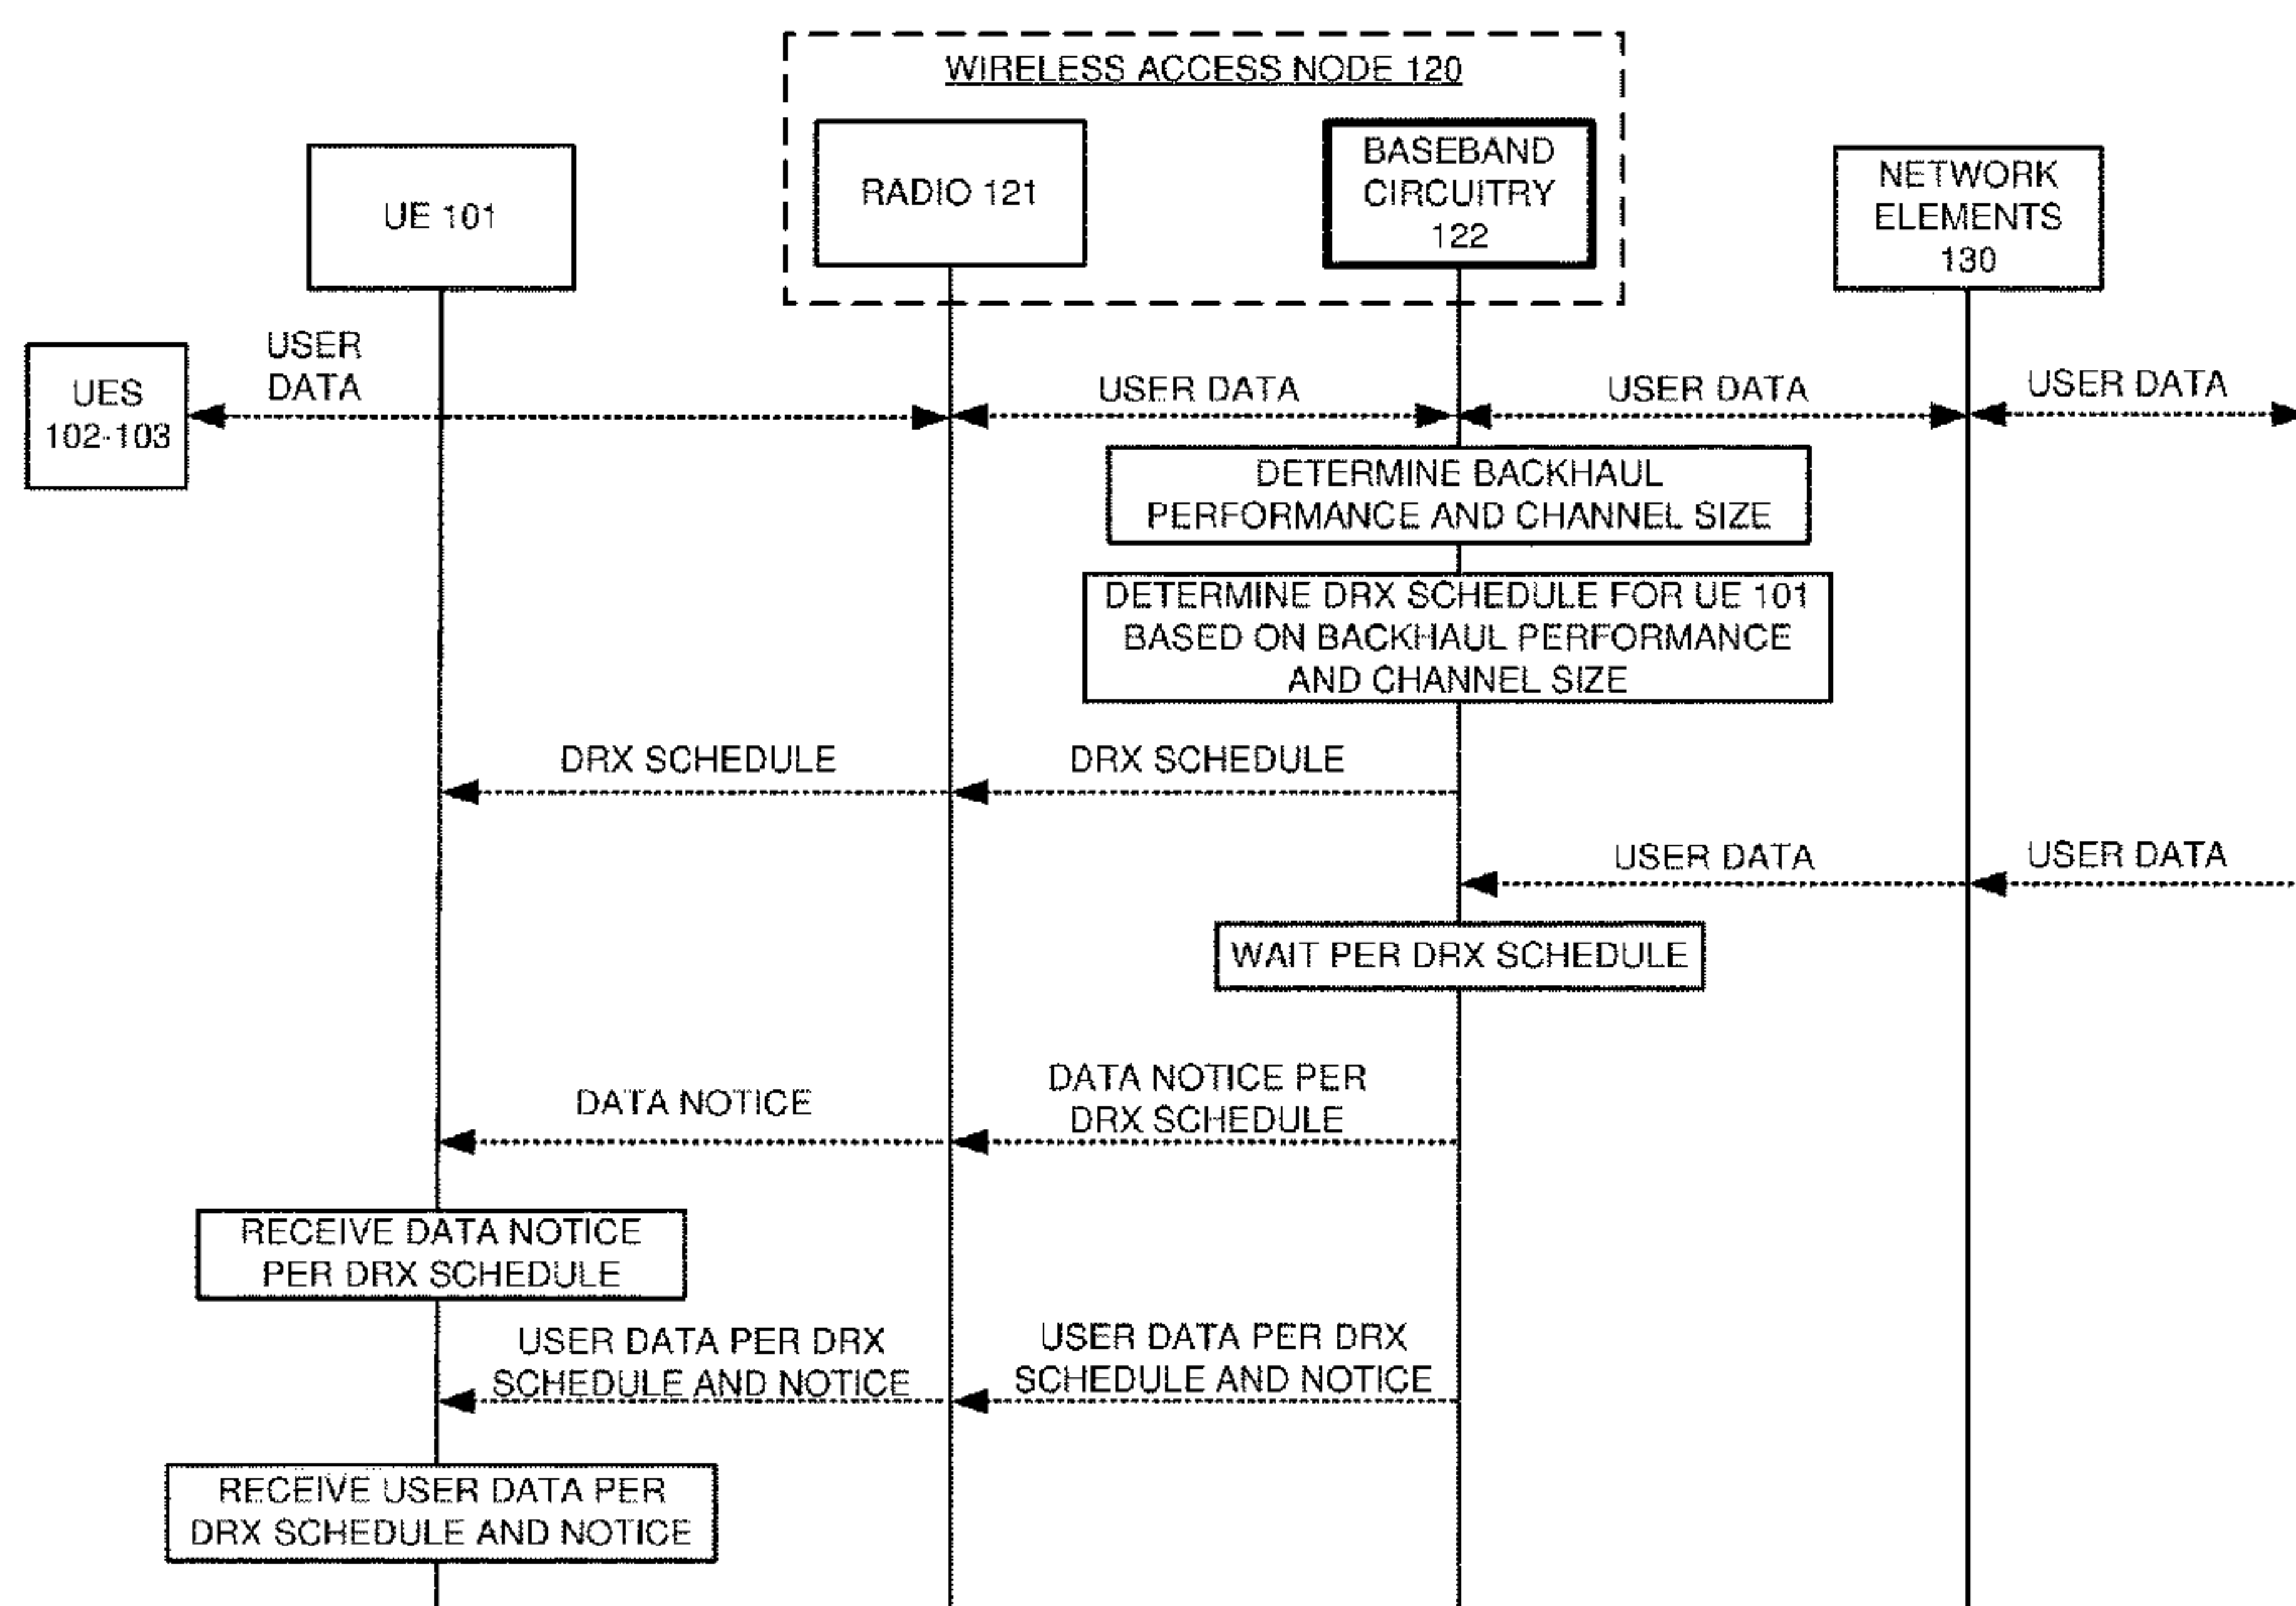 WIRELESS ACCESS NODE 120
UE 101
RADIO 121
BASEBAND
CIRCUITRY
122
NETWORK
ELEMENTS
130
UES
102-103
USER
DATA
USER DATA
USER DATA
USER DATA
DETERMINE BACKHAUL
PERFORMANCE AND CHANNEL SIZE
DETERMINE DRX SCHEDULE FOR UE 101
BASED ON BACKHAUL PERFORMANCE
AND CHANNEL SIZE
DRX SCHEDULE
DRX SCHEDULE
USER DATA
USER DATA
WAIT PER DRX SCHEDULE
DATA NOTICE
DATA NOTICE PER
DRX SCHEDULE
RECEIVE DATA NOTICE
PER DRX SCHEDULE
USER DATA PER DRX
SCHEDULE AND NOTICE
USER DATA PER DRX
SCHEDULE AND NOTICE
RECEIVE USER DATA PER
DRX SCHEDULE AND NOTICE